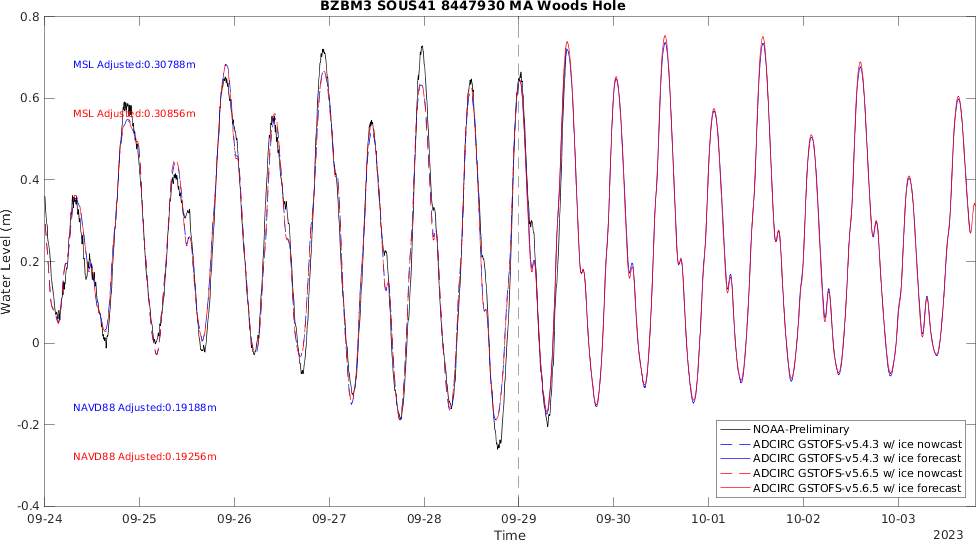 BZBM3 SOUS41 8447930 MA Woods Hole
0.8
0.6
0.4
0.2
0
-0.2
-0.4
Water Level (m)
MSL Adjusted:0.30788m
MSL Adjusted:0.30856m
NAVD88 Adjusted:0.19188m
NAVD88 Adjusted:0.19256m
NOAA-Preliminary
ADCIRC GSTOFS-v5.4.3 w/ ice nowcast
ADCIRC GSTOFS-v5.4.3 w/ ice forecast
ADCIRC GSTOFS-v5.6.5 w/ ice nowcast
ADCIRC GSTOFS-v5.6.5 w/ ice forecast
09-24 09-25 09-26 09-27 09-28 09-29 09-30 10-01 10-02 10-03
Time
2023